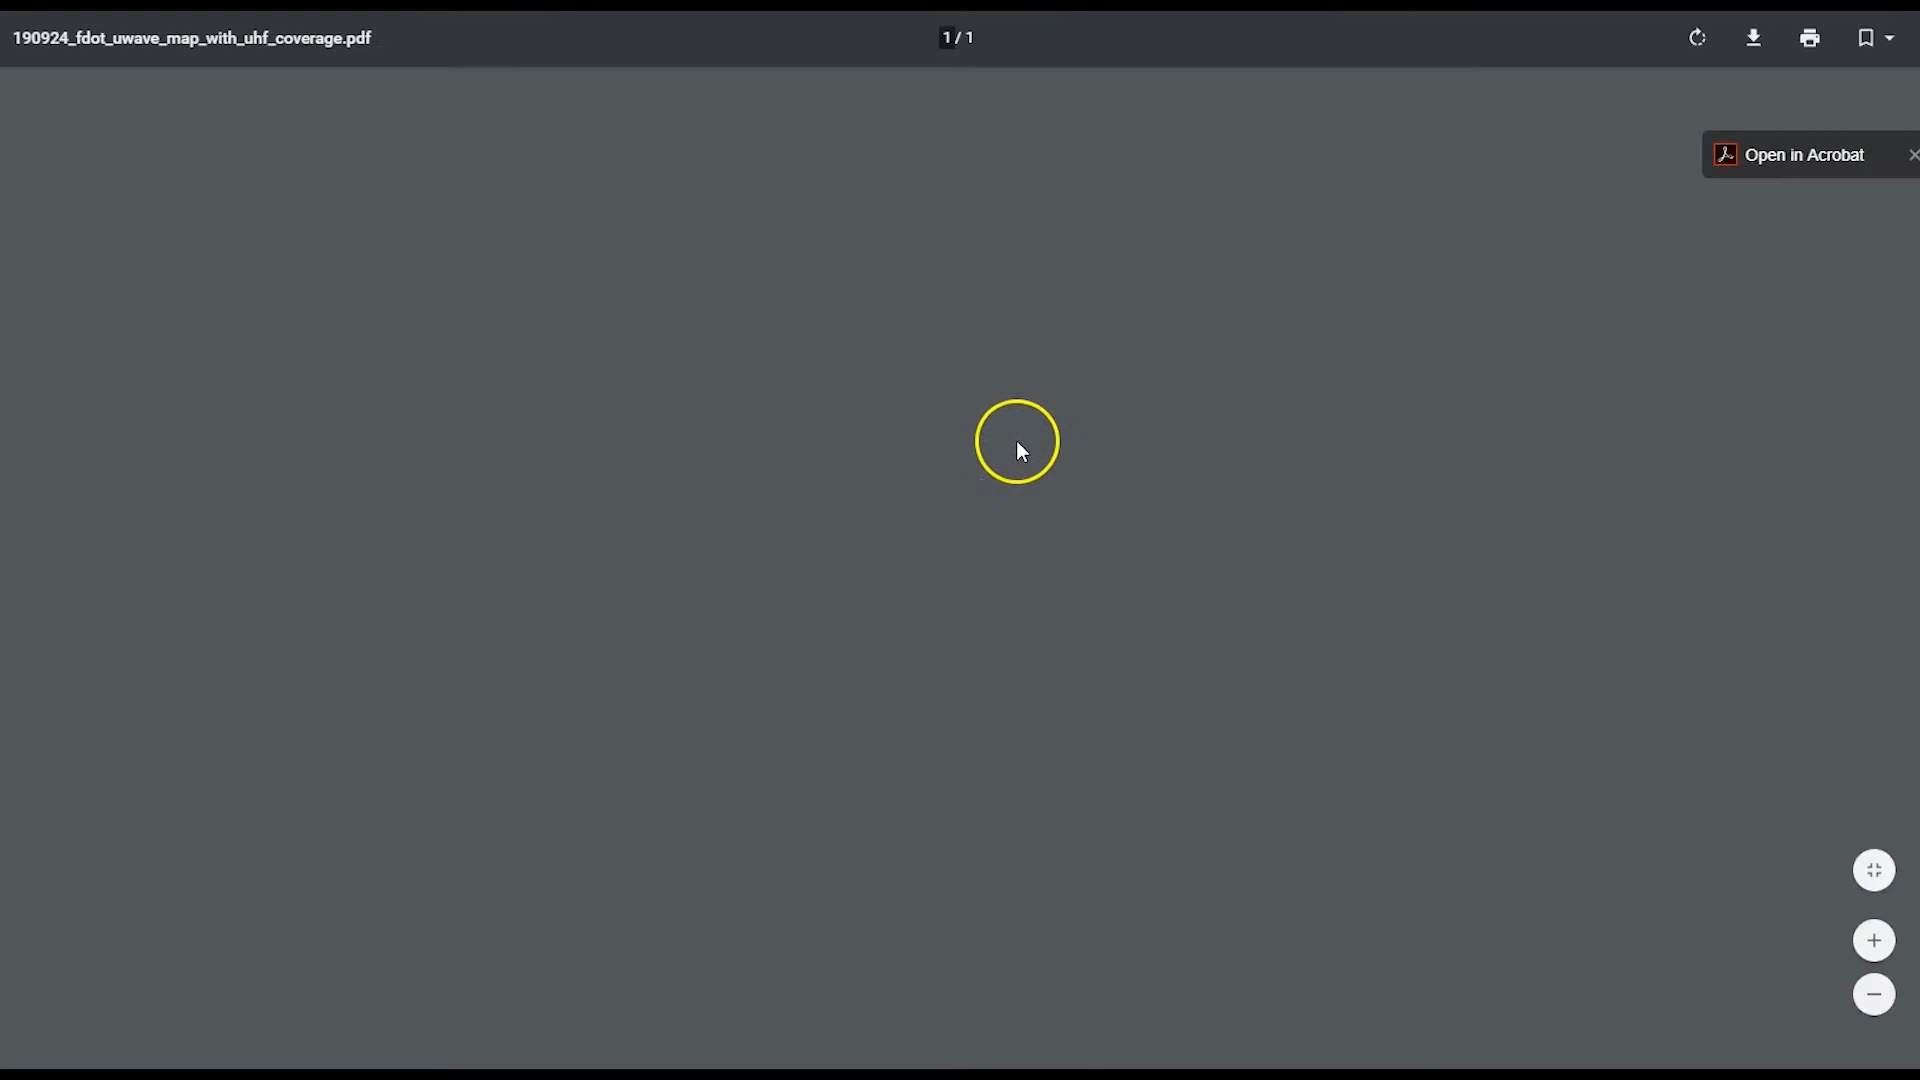 190924_fdot_uwave_map_with_uhf_coverage.pdf
1 / 1
Open in Acrobat